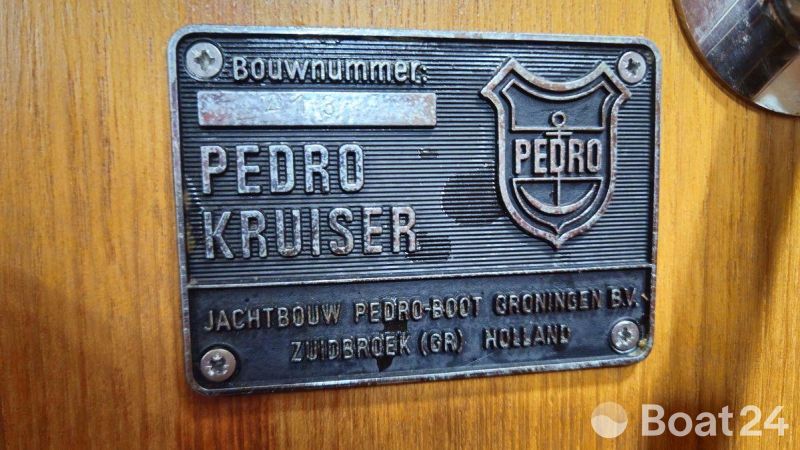 Bouwnummer:
PEDRO
KRUISER
PEDRO
JACHTBOUW PEDRO-BOOT GRONINGEN B.V.
ZUIDBROEK (GR) HOLLAND
Boat24